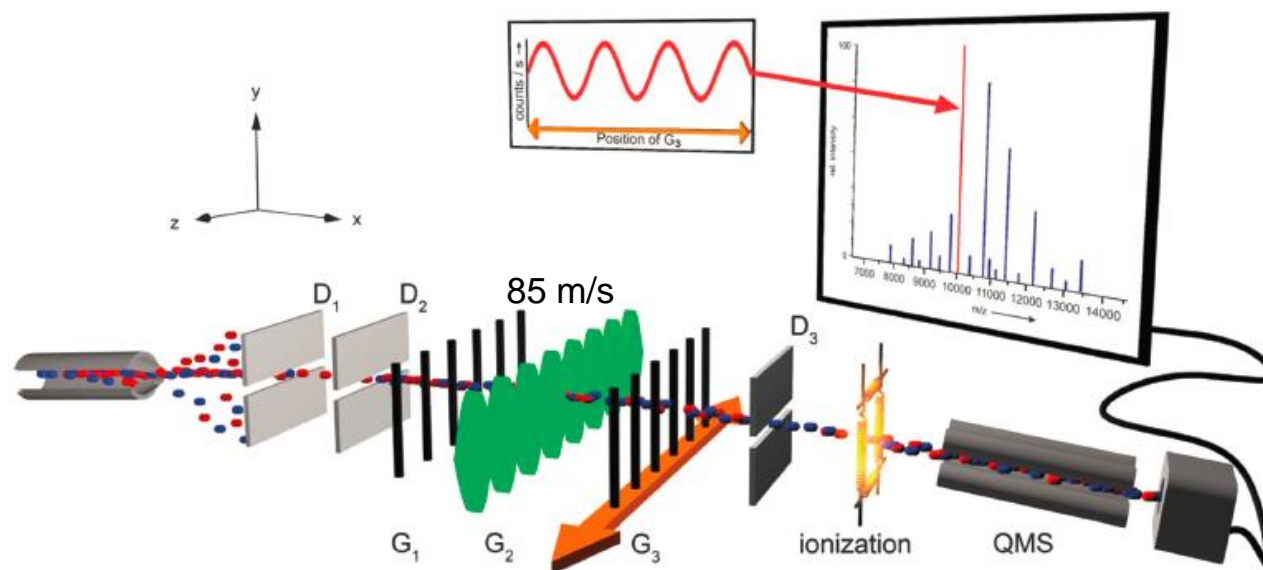 counts / s →
Position of G₃
100
rel. intensity
0
7000 8000 9000 10000 11000 12000 13000 14000
m/z
y
z
x
85 m/s
D₁
D₂
D₃
G₁
G₂
G₃
ionization
QMS